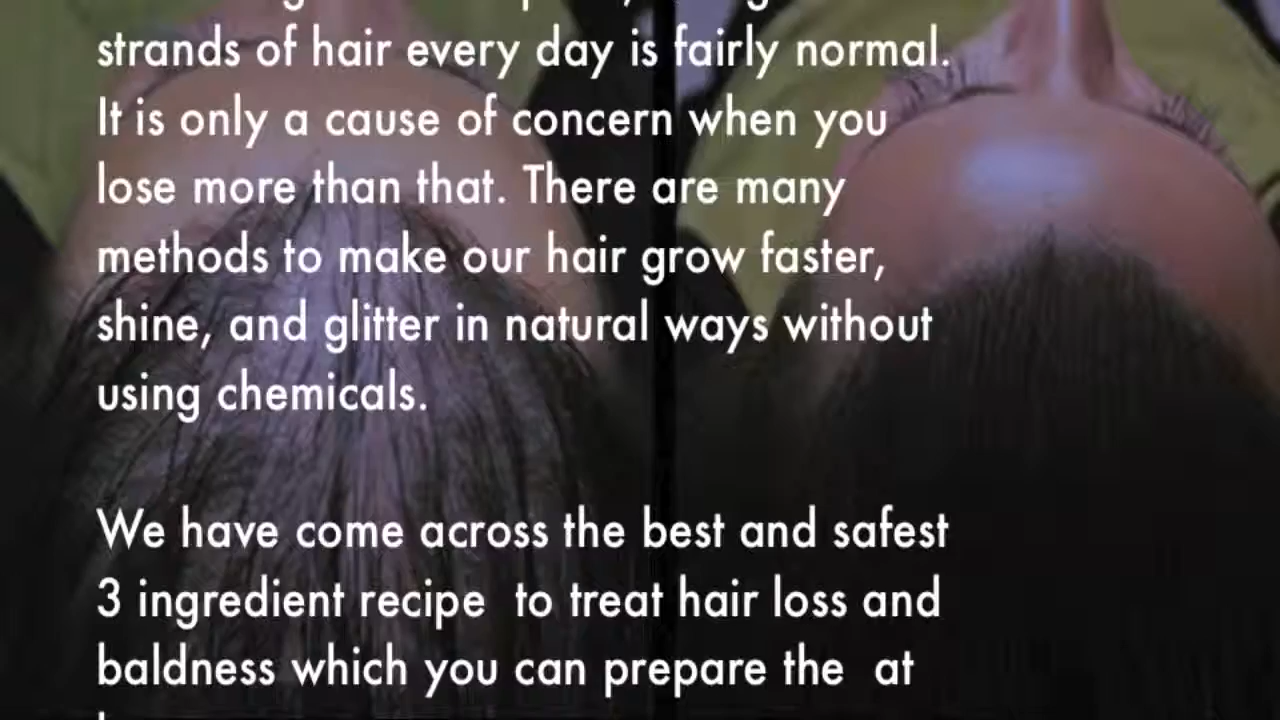 strands of hair every day is fairly normal.
It is only a cause of concern when you
lose more than that. There are many
methods to make our hair grow faster,
shine, and glitter in natural ways without
using chemicals.
We have come across the best and safest
3 ingredient recipe  to treat hair loss and
baldness which you can prepare the  at